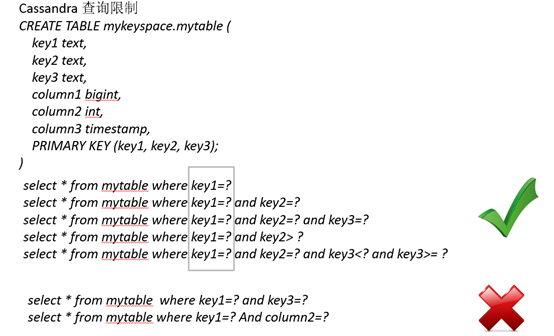 Cassandra 查询限制
CREATE TABLE mykeyspace.mytable (
key1 text,
key2 text,
key3 text,
column1 bigint,
column2 int,
column3 timestamp,
PRIMARY KEY (key1, key2, key3);
)
select * from mytable where key1=?
select * from mytable where key1=? and key2=?
select * from mytable where key1=? and key2=? and key3=?
select * from mytable where key1=? and key2> ?
select * from mytable where key1=? and key2=? and key3<? and key3>= ?
select * from mytable where key1=? and key3=?
select * from mytable where key1=? And column2=?